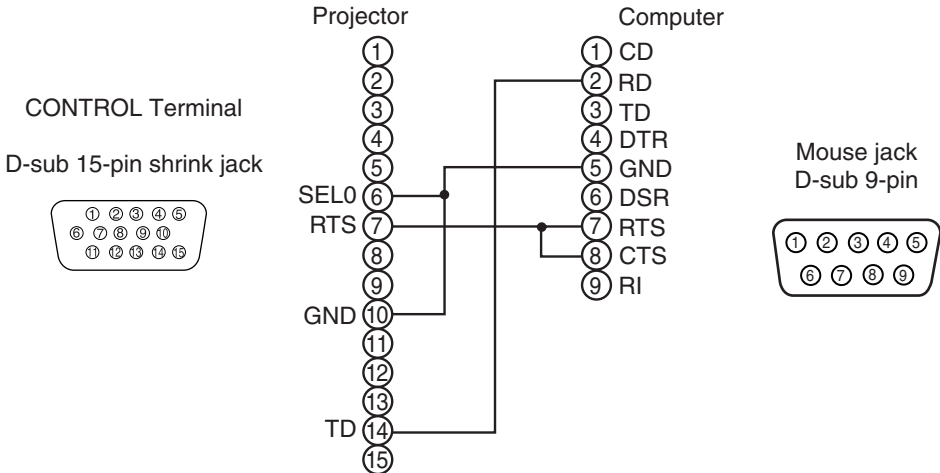 Projector
Computer
CONTROL Terminal
D-sub 15-pin shrink jack
1 2 3 4 5
6 7 8 9 10
11 12 13 14 15
1
2
3
4
5
SEL0 6
RTS 7
8
9
GND 10
11
12
13
TD 14
15
1 CD
2 RD
3 TD
4 DTR
5 GND
6 DSR
7 RTS
8 CTS
9 RI
Mouse jack
D-sub 9-pin
1 2 3 4 5
6 7 8 9